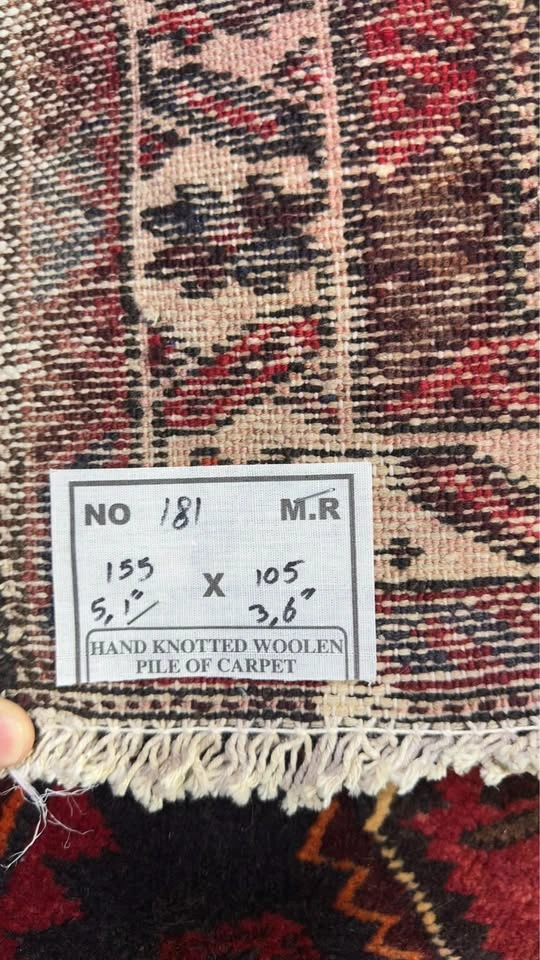 NO 181 M.R
155 X 105
5,1" 3,6"
HAND KNOTTED WOOLEN
PILE OF CARPET